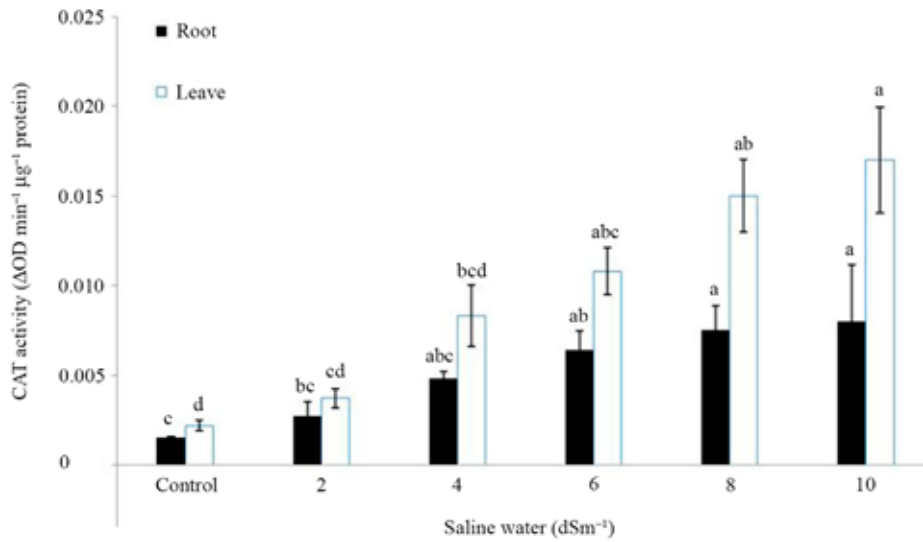 0.025
Root
Leave
0.020
a
ab
0.015
abc
bcd
a
0.010
a
ab
abc
0.005
cd
bc
d
c
0
Control 2 4 6 8 10
Saline water (dSm⁻¹)
CAT activity (ΔOD min⁻¹ µg⁻¹ protein)